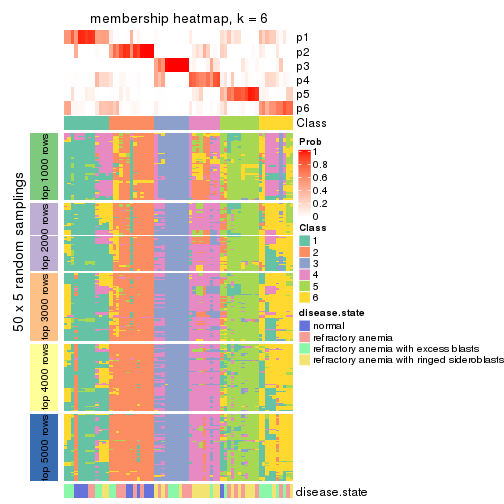 membership heatmap, k = 6
p1
p2
p3
p4
p5
p6
Class
50 x 5 random samplings
top 1000 rows
top 2000 rows
top 3000 rows
top 4000 rows
top 5000 rows
Prob
1
0.8
0.6
0.4
0.2
0
Class
1
2
3
4
5
6
disease.state
normal
refractory anemia
refractory anemia with excess blasts
refractory anemia with ringed sideroblasts
disease.state